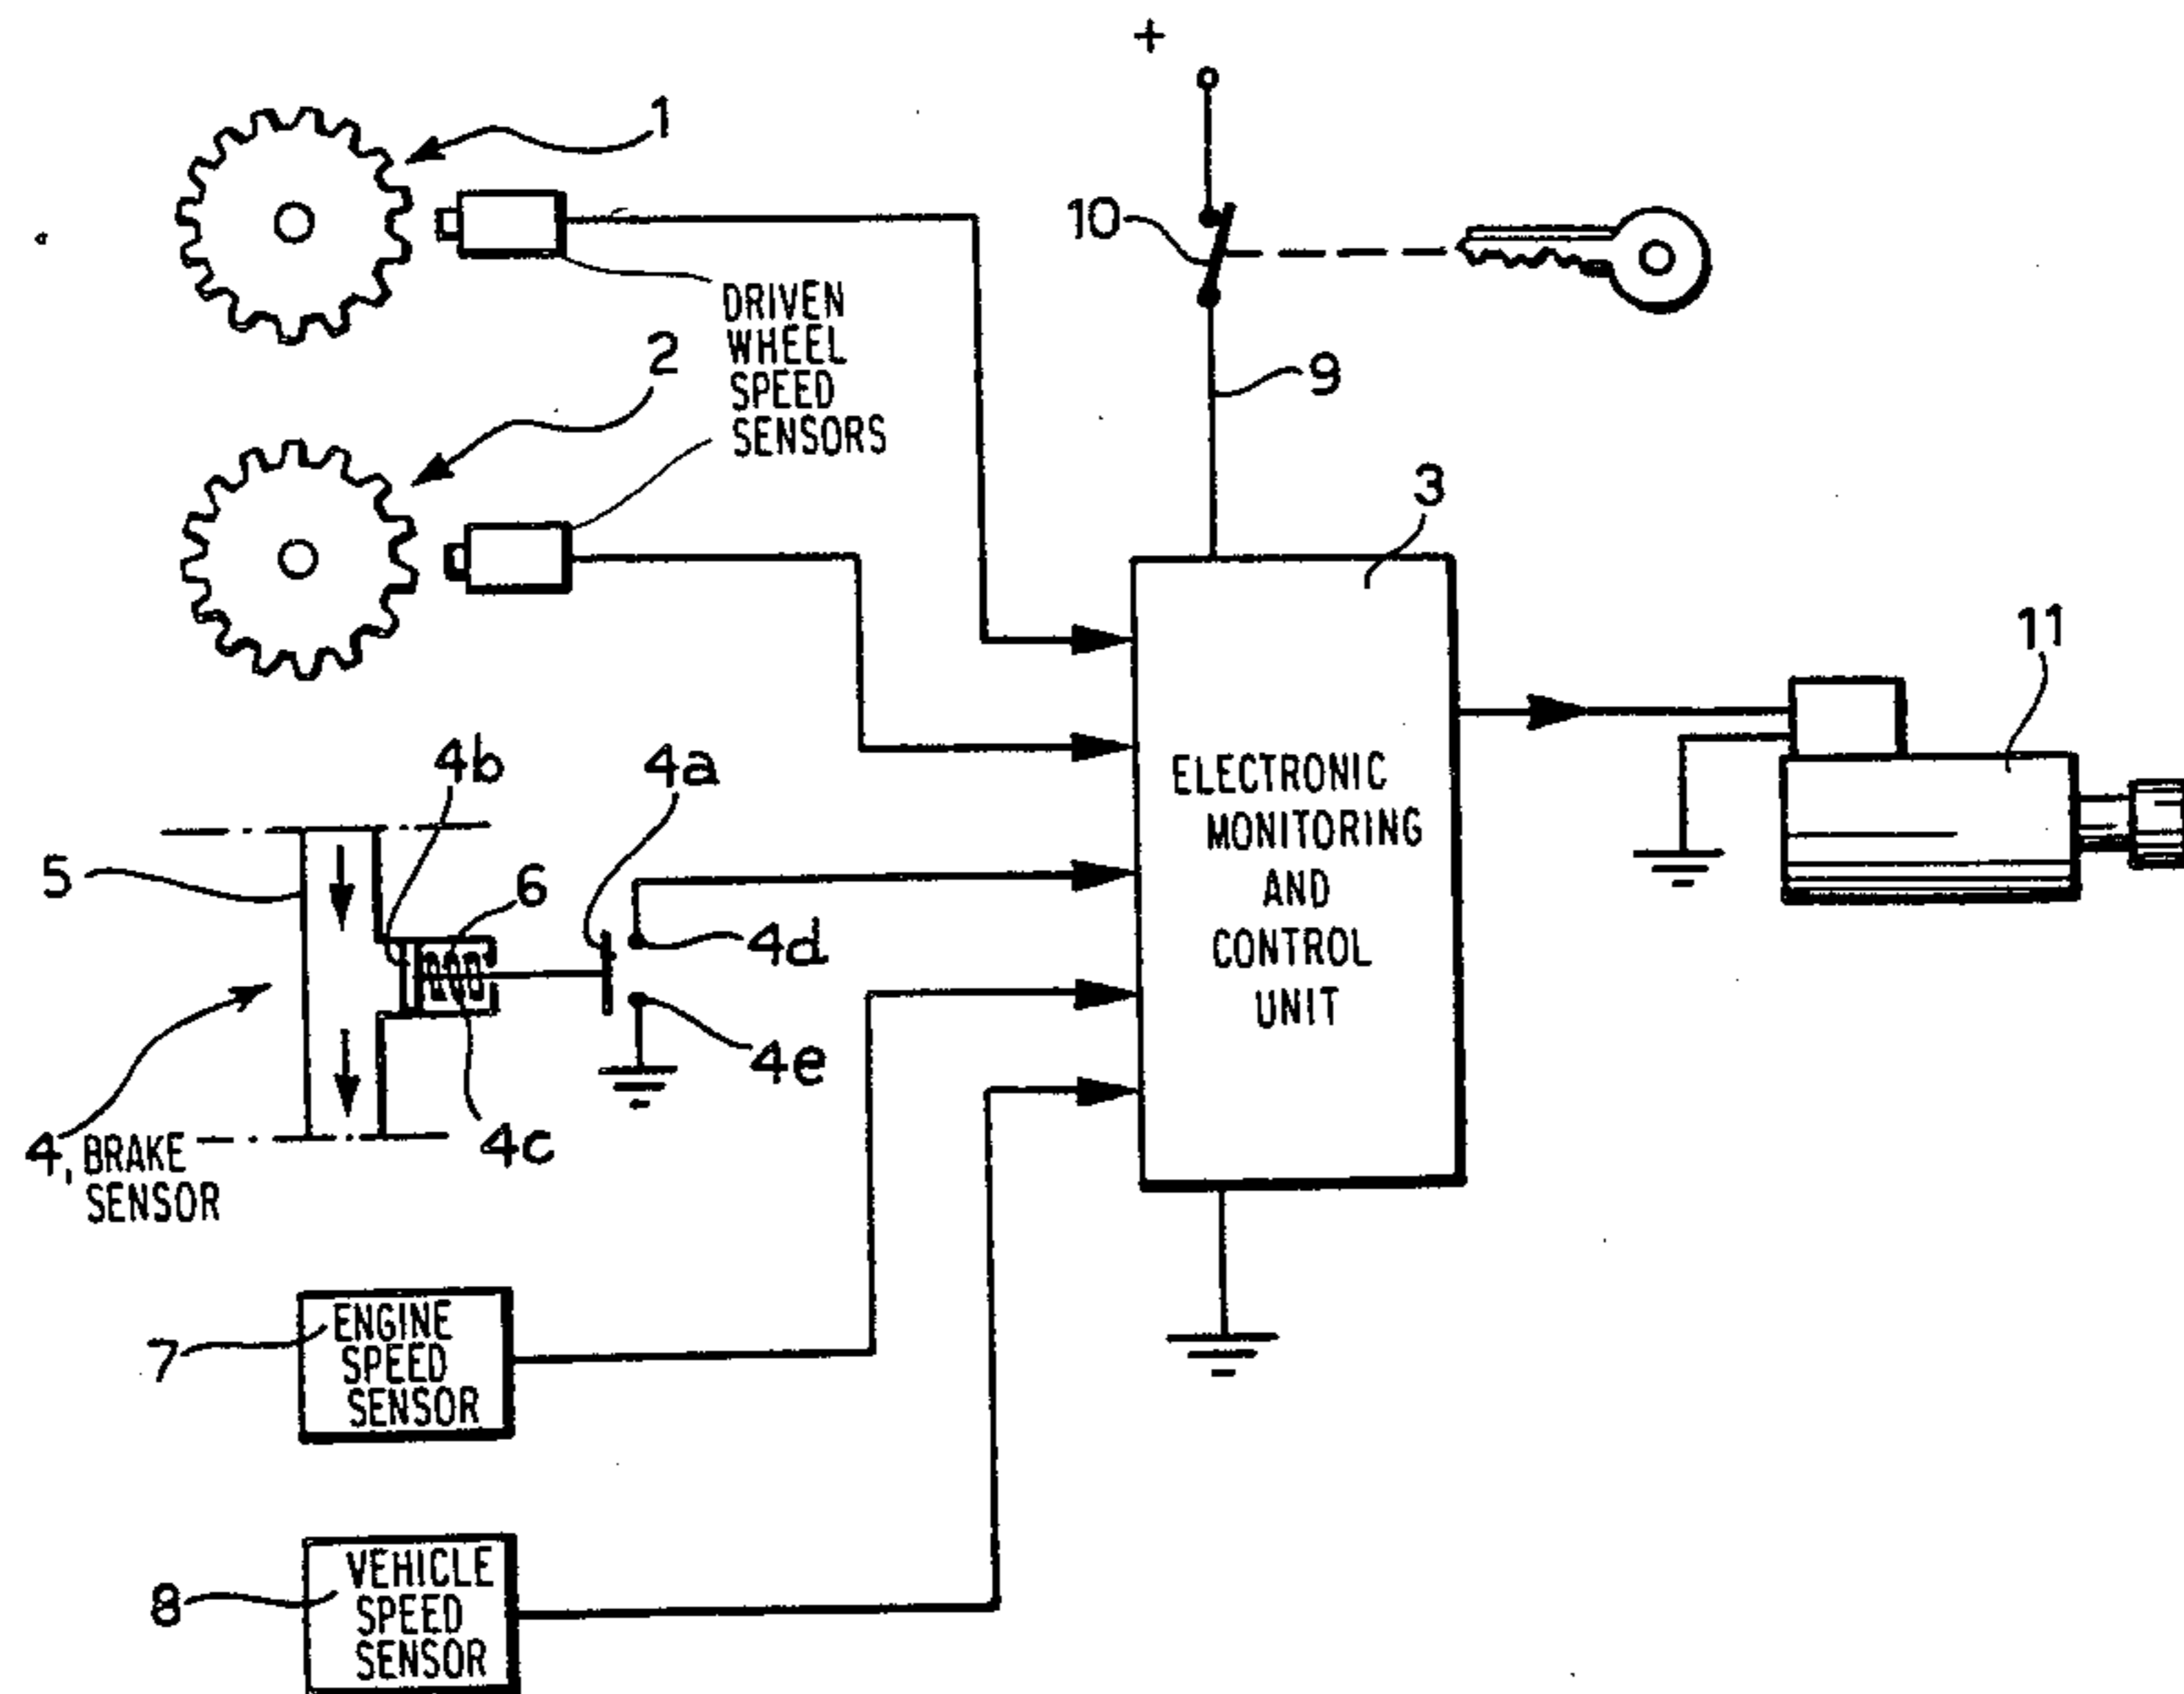 +
1
10
DRIVEN
WHEEL
SPEED
SENSORS
2
9
3
11
4b
4a
5
6
4d
4e
4c
4, BRAKE
SENSOR
ELECTRONIC
MONITORING
AND
CONTROL
UNIT
7
ENGINE
SPEED
SENSOR
8
VEHICLE
SPEED
SENSOR